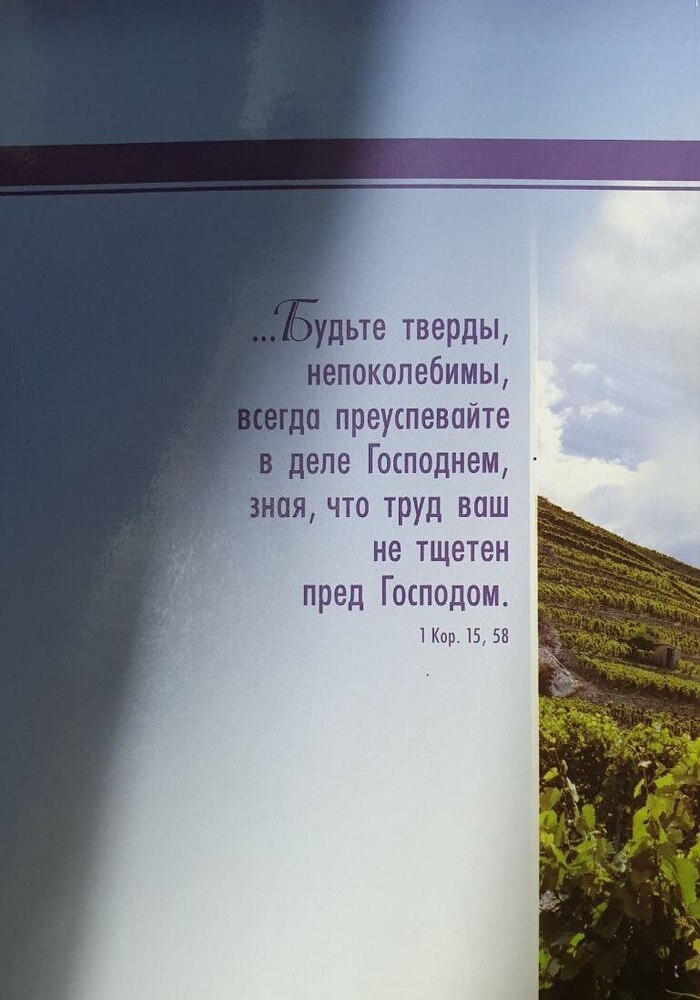 ...Будьте тверды,
непоколебимы,
всегда преуспевайте
в деле Господнем,
зная, что труд ваш
не тщетен
пред Господом.
1 Кор. 15, 58